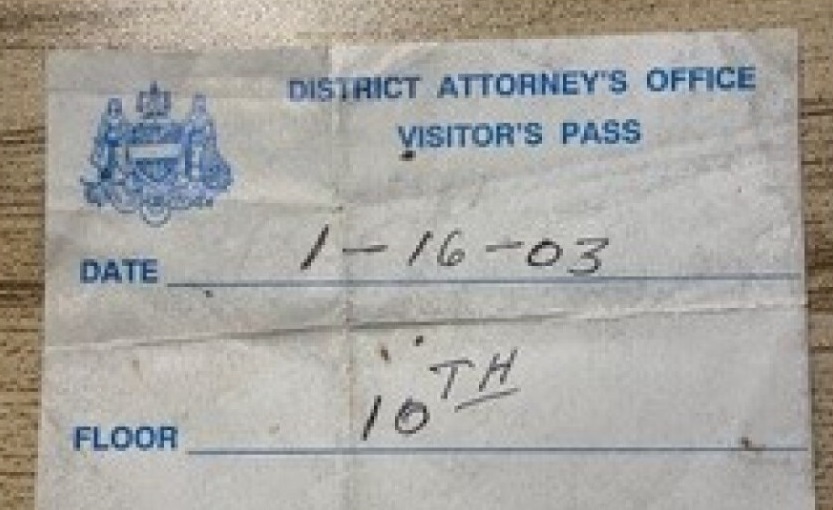 DISTRICT ATTORNEY'S OFFICE
VISITOR'S PASS
DATE 1-16-03
FLOOR 10TH